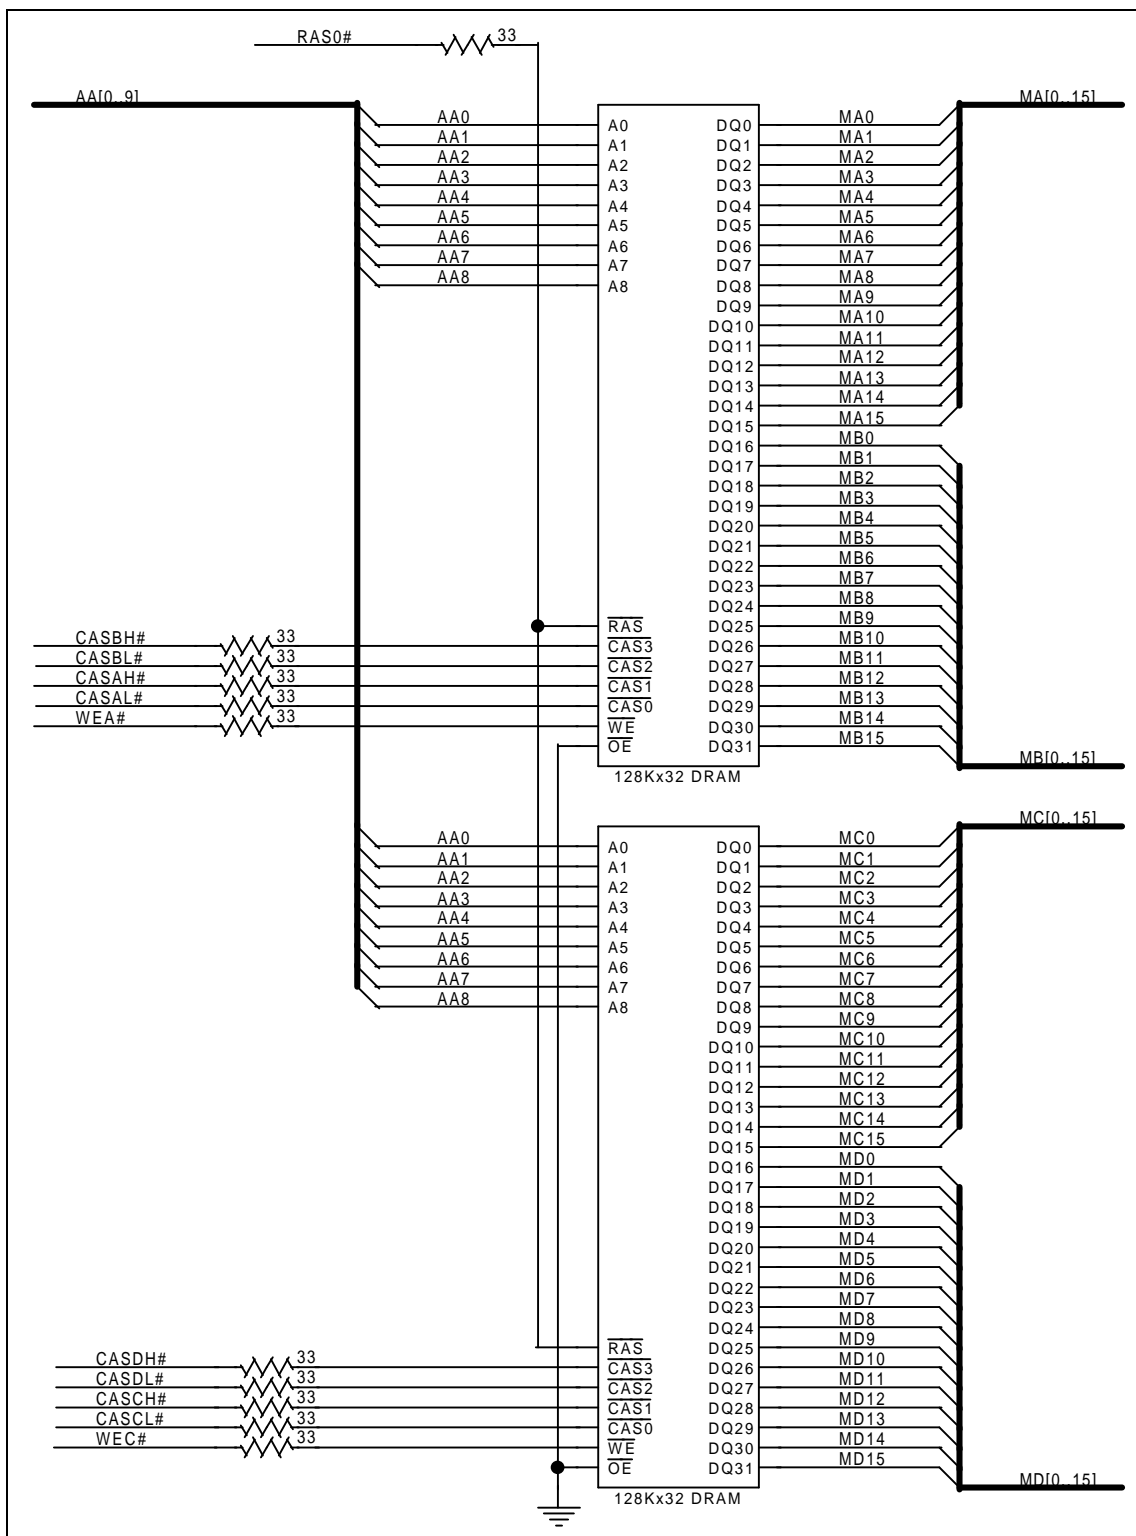 RAS0# 33
AA[0..9] MA[0..15]
AA0 A0 DQ0 MA0
AA1 A1 DQ1 MA1
AA2 A2 DQ2 MA2
AA3 A3 DQ3 MA3
AA4 A4 DQ4 MA4
AA5 A5 DQ5 MA5
AA6 A6 DQ6 MA6
AA7 A7 DQ7 MA7
AA8 A8 DQ8 MA8
DQ9 MA9
DQ10 MA10
DQ11 MA11
DQ12 MA12
DQ13 MA13
DQ14 MA14
DQ15 MA15
DQ16 MB0
DQ17 MB1
DQ18 MB2
DQ19 MB3
DQ20 MB4
DQ21 MB5
DQ22 MB6
DQ23 MB7
DQ24 MB8
RAS DQ25 MB9
CASBH# 33 CAS3 DQ26 MB10
CASBL# 33 CAS2 DQ27 MB11
CASAH# 33 CAS1 DQ28 MB12
CASAL# 33 CAS0 DQ29 MB13
WEA# 33 WE DQ30 MB14
OE DQ31 MB15
MB[0..15]
128Kx32 DRAM
MC[0..15]
AA0 A0 DQ0 MC0
AA1 A1 DQ1 MC1
AA2 A2 DQ2 MC2
AA3 A3 DQ3 MC3
AA4 A4 DQ4 MC4
AA5 A5 DQ5 MC5
AA6 A6 DQ6 MC6
AA7 A7 DQ7 MC7
AA8 A8 DQ8 MC8
DQ9 MC9
DQ10 MC10
DQ11 MC11
DQ12 MC12
DQ13 MC13
DQ14 MC14
DQ15 MC15
DQ16 MD0
DQ17 MD1
DQ18 MD2
DQ19 MD3
DQ20 MD4
DQ21 MD5
DQ22 MD6
DQ23 MD7
DQ24 MD8
RAS DQ25 MD9
CASDH# 33 CAS3 DQ26 MD10
CASDL# 33 CAS2 DQ27 MD11
CASCH# 33 CAS1 DQ28 MD12
CASCL# 33 CAS0 DQ29 MD13
WEC# 33 WE DQ30 MD14
OE DQ31 MD15
MD[0..15]
128Kx32 DRAM